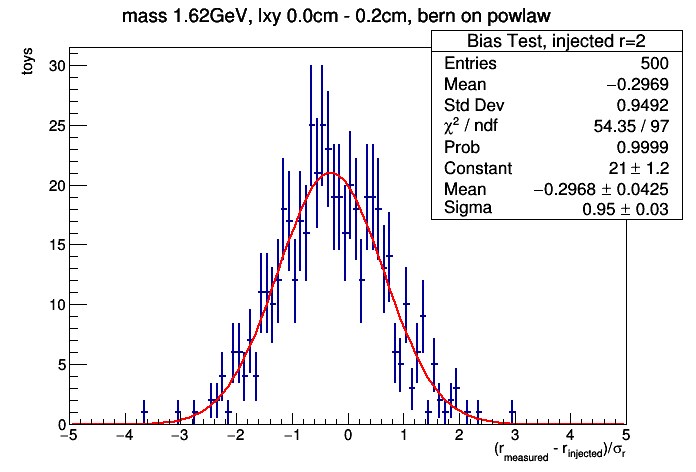 mass 1.62GeV, lxy 0.0cm - 0.2cm, bern on powlaw
Bias Test, injected r=2
Entries 500
Mean −0.2969
Std Dev 0.9492
χ² / ndf 54.35 / 97
Prob 0.9999
Constant 21 ± 1.2
Mean −0.2968 ± 0.0425
Sigma 0.95 ± 0.03
toys
30
25
20
15
10
5
0
−5 −4 −3 −2 −1 0 1 2 3 4 5
(r_measured - r_injected)/σ_r